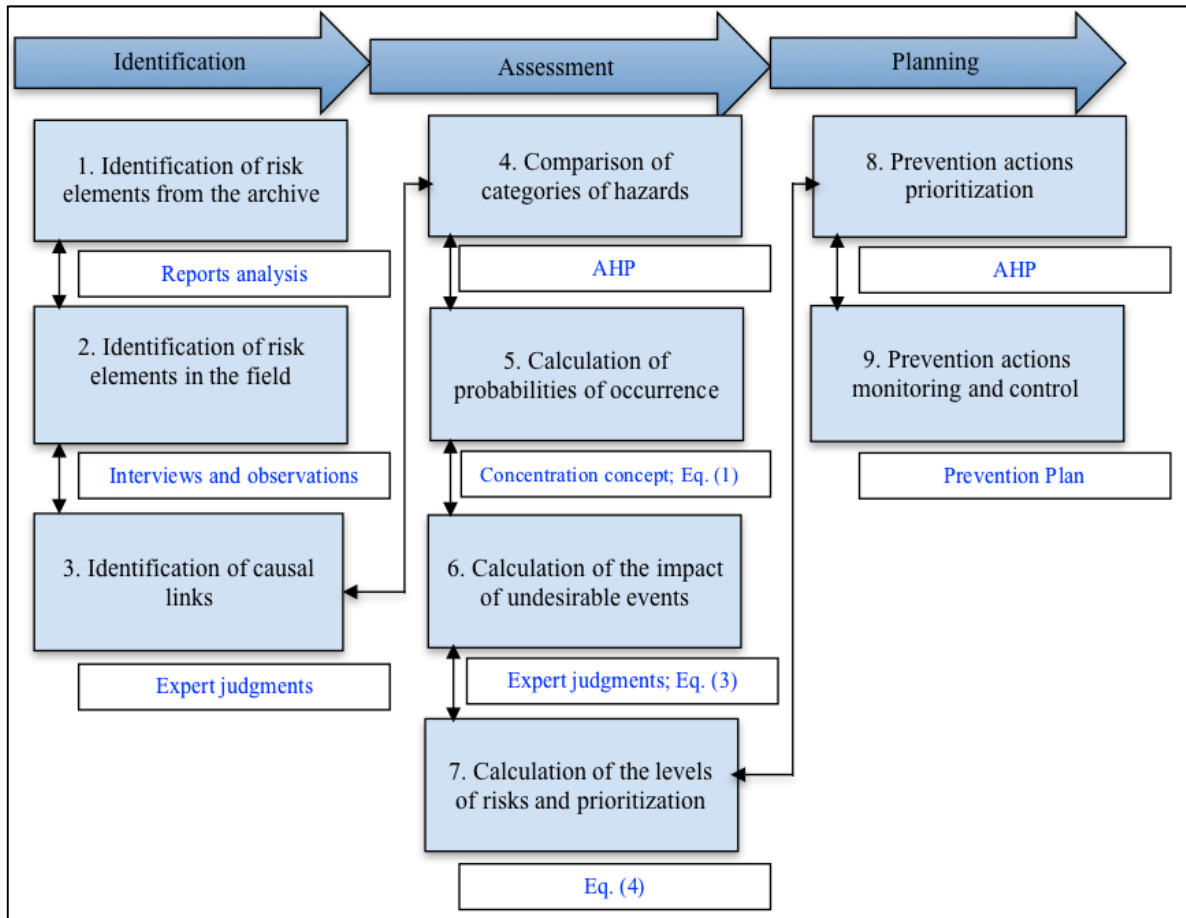 Identification
Assessment
Planning
1. Identification of risk
elements from the archive
Reports analysis
2. Identification of risk
elements in the field
Interviews and observations
3. Identification of causal
links
Expert judgments
4. Comparison of
categories of hazards
AHP
5. Calculation of
probabilities of occurrence
Concentration concept; Eq. (1)
6. Calculation of the impact
of undesirable events
Expert judgments; Eq. (3)
7. Calculation of the levels
of risks and prioritization
Eq. (4)
8. Prevention actions
prioritization
AHP
9. Prevention actions
monitoring and control
Prevention Plan